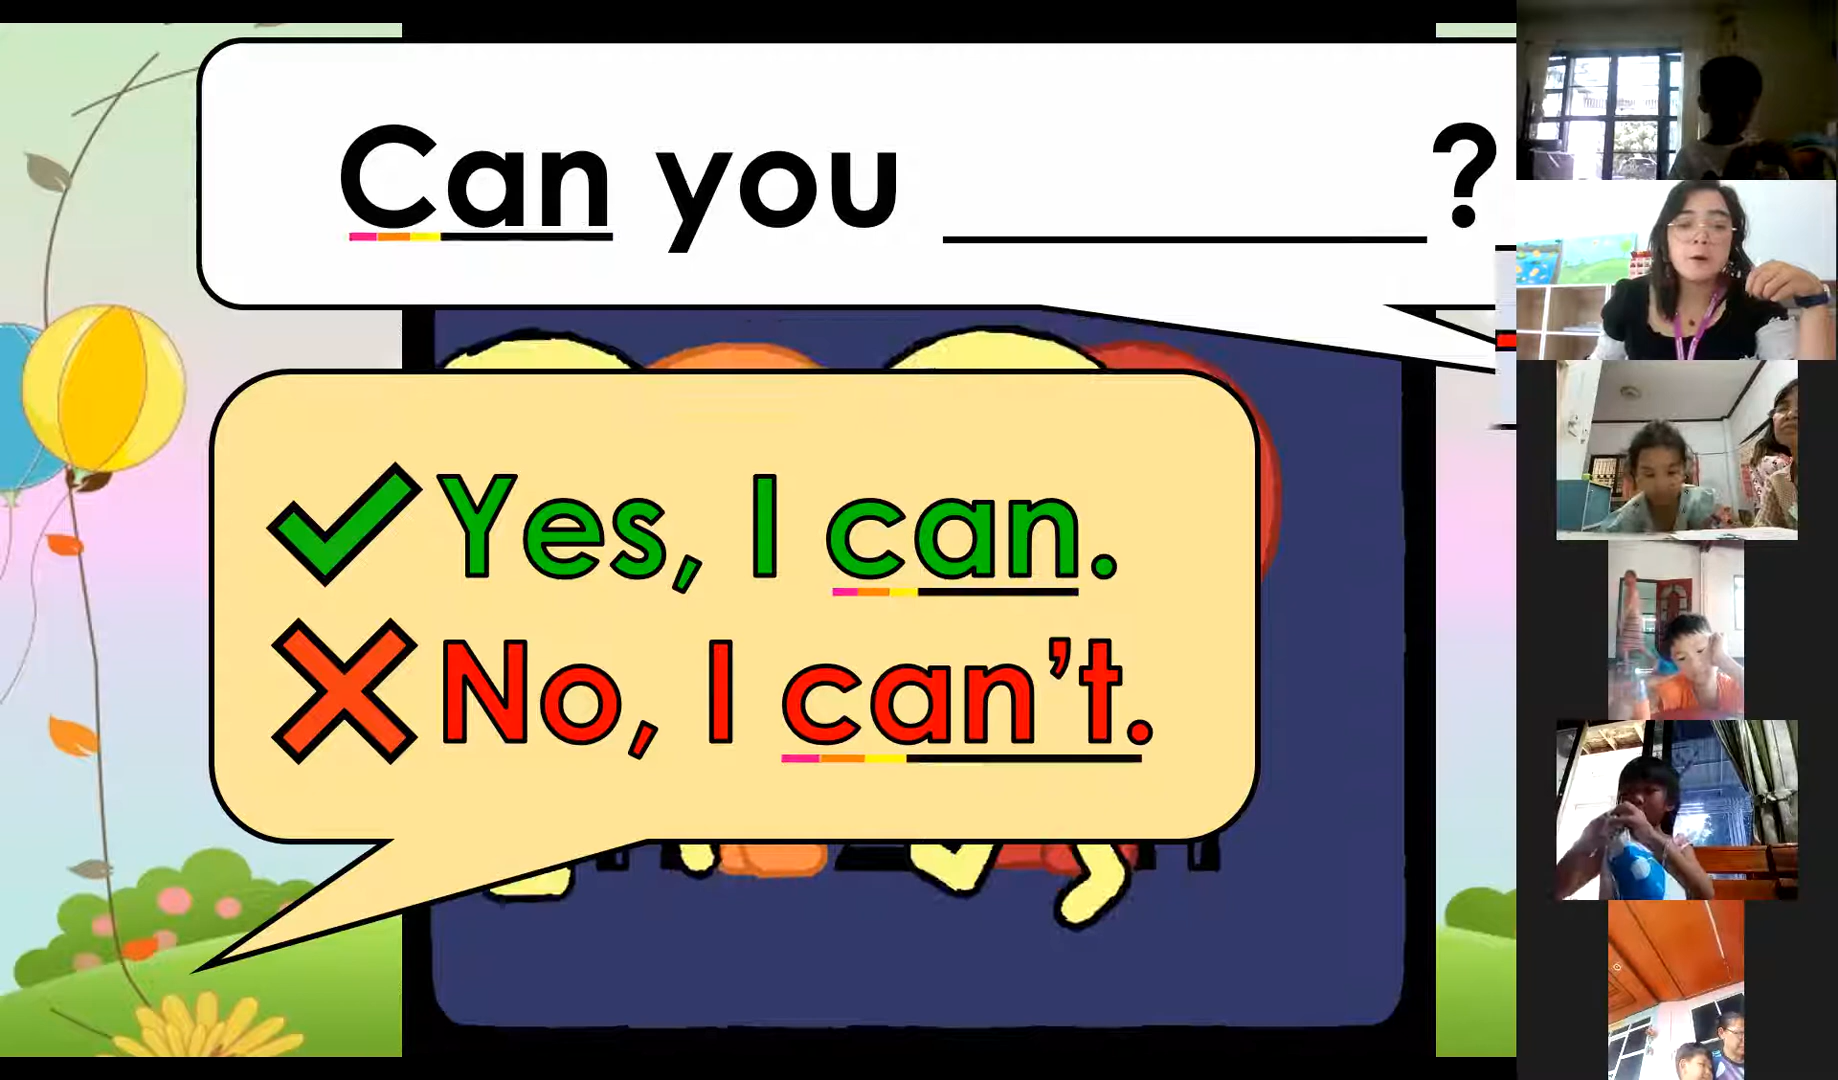 Can you ________?
Yes, I can.
No, I can't.